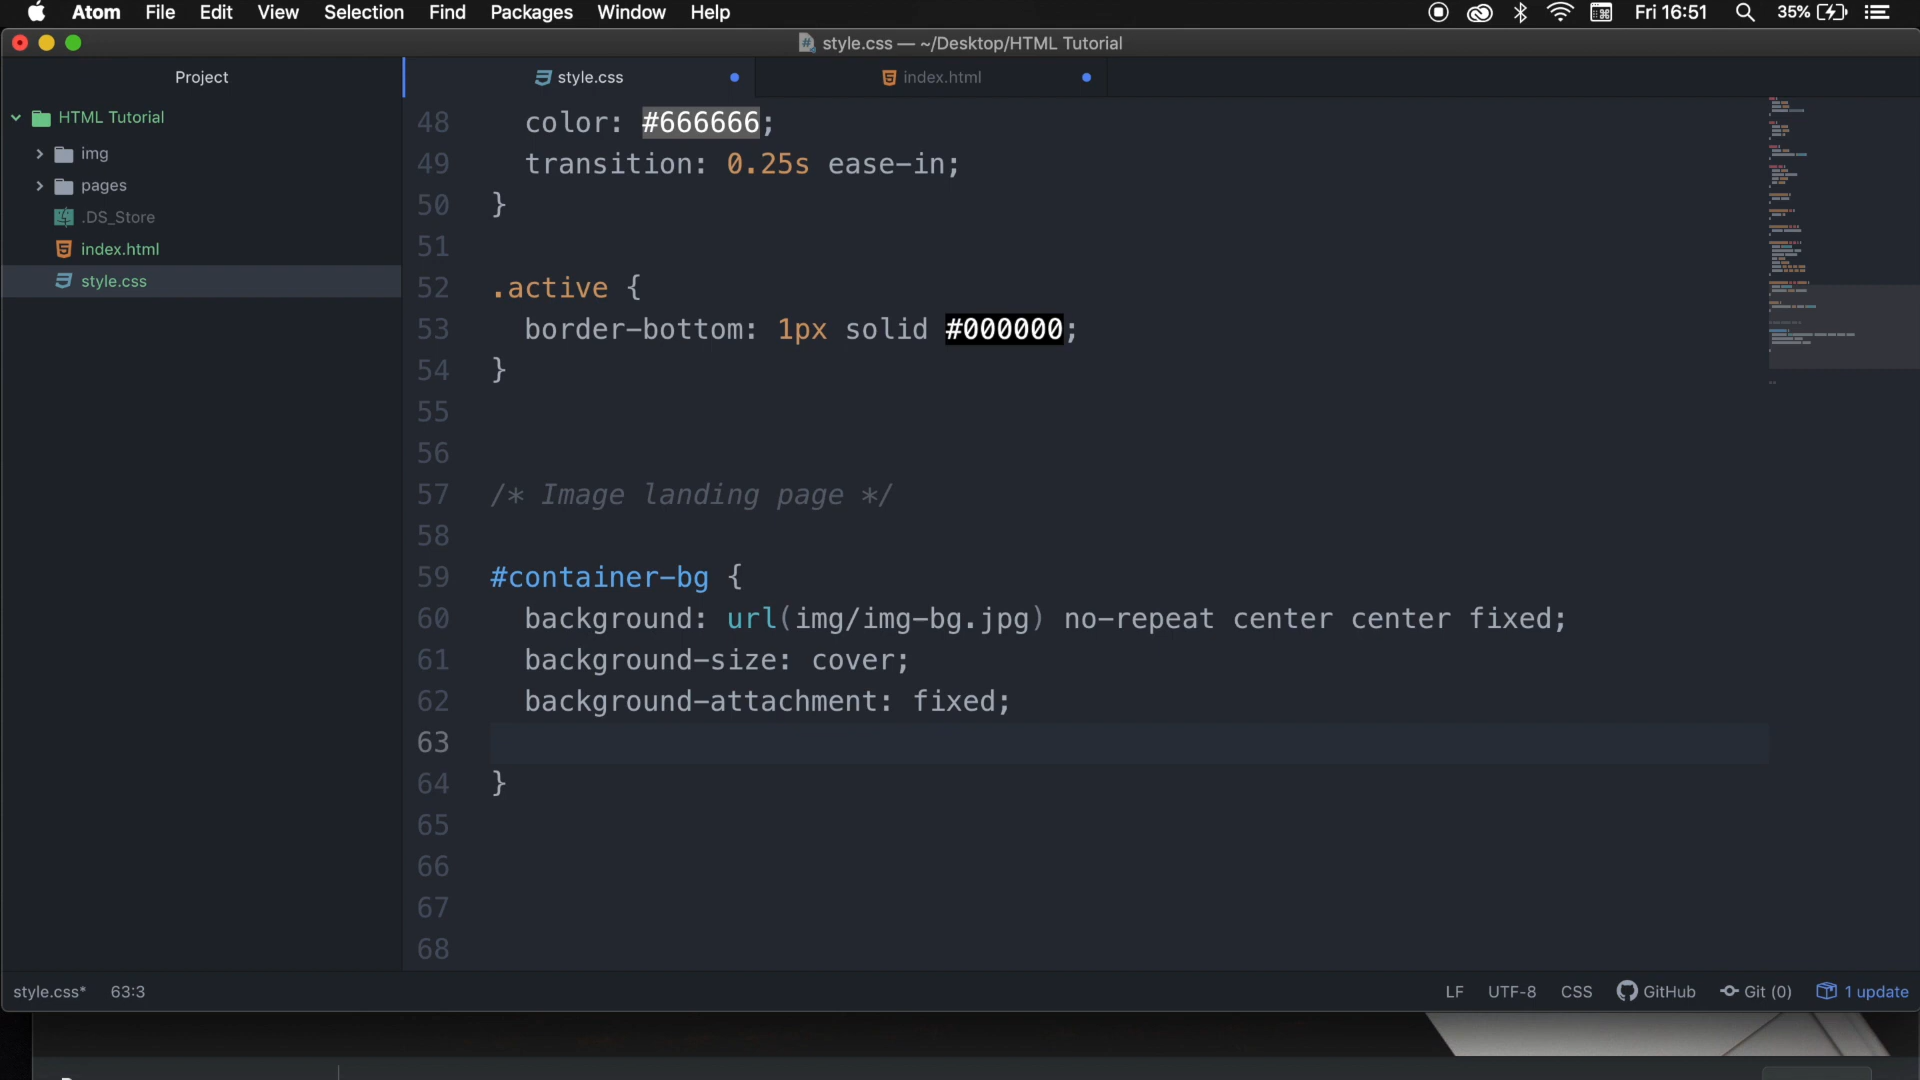 Atom File Edit View Selection Find Packages Window Help Fri 16:51 35%
style.css — ~/Desktop/HTML Tutorial
Project
style.css
index.html
HTML Tutorial
img
pages
.DS_Store
index.html
style.css
48 color: #666666;
49 transition: 0.25s ease-in;
50 }
51
52 .active {
53 border-bottom: 1px solid #000000;
54 }
55
56
57 /* Image landing page */
58
59 #container-bg {
60 background: url(img/img-bg.jpg) no-repeat center center fixed;
61 background-size: cover;
62 background-attachment: fixed;
63
64 }
65
66
67
68
style.css* 63:3 LF UTF-8 CSS GitHub Git (0) 1 update